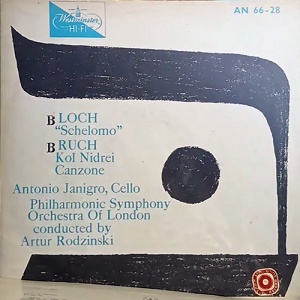 Westminster
HI-FI
AN 66-28
BLOCH
"Schelomo"
BRUCH
Kol Nidrei
Canzone
Antonio Janigro, Cello
Philharmonic Symphony
Orchestra Of London
conducted by
Artur Rodzinski